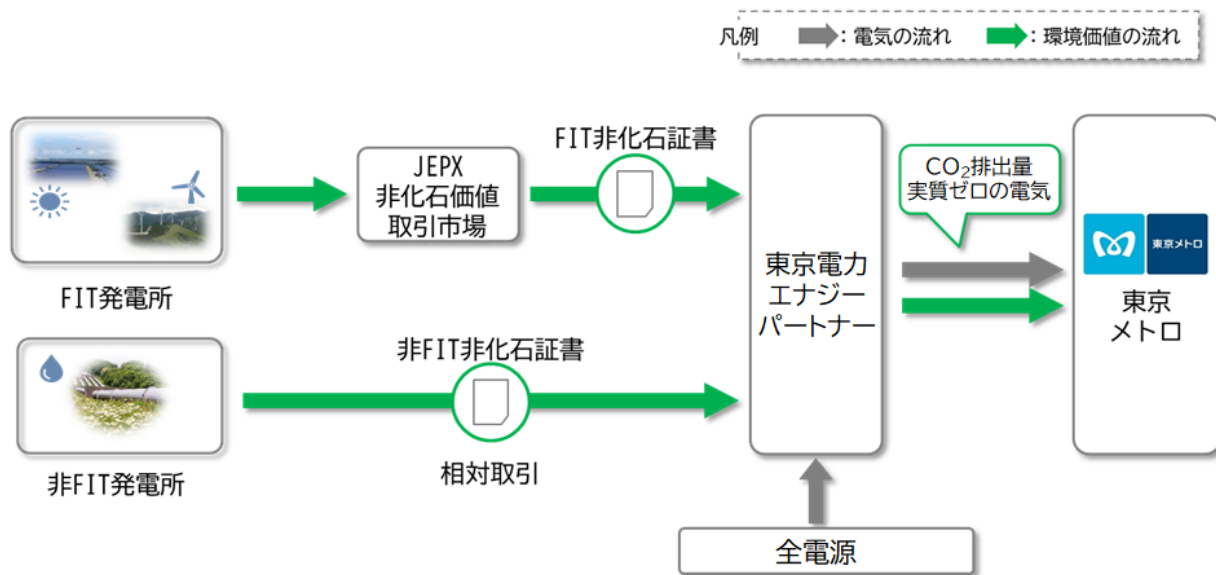 凡例 : 電気の流れ : 環境価値の流れ
FIT発電所
JEPX
非化石価値
取引市場
FIT非化石証書
非FIT発電所
非FIT非化石証書
相対取引
東京電力
エナジー
パートナー
全電源
CO₂排出量
実質ゼロの電気
東京メトロ
東京
メトロ